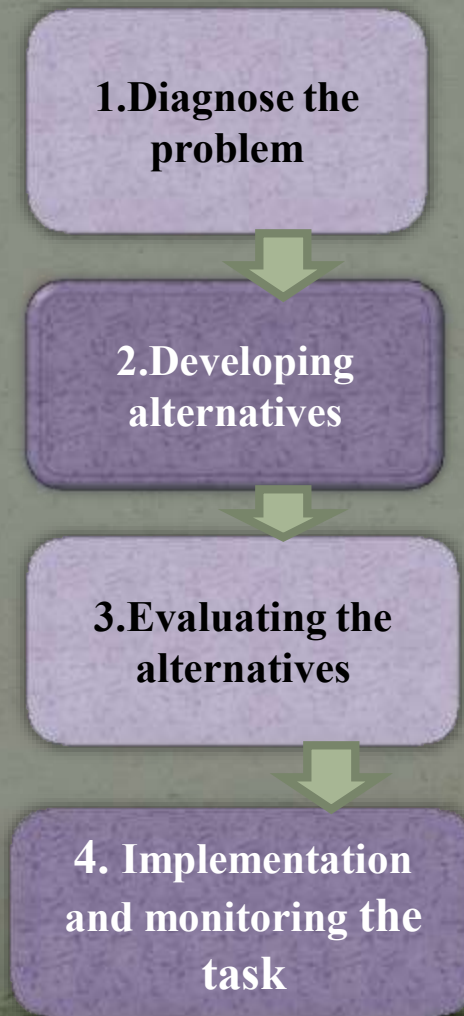 1.Diagnose the
problem
2.Developing
alternatives
3.Evaluating the
alternatives
4. Implementation
and monitoring the
task